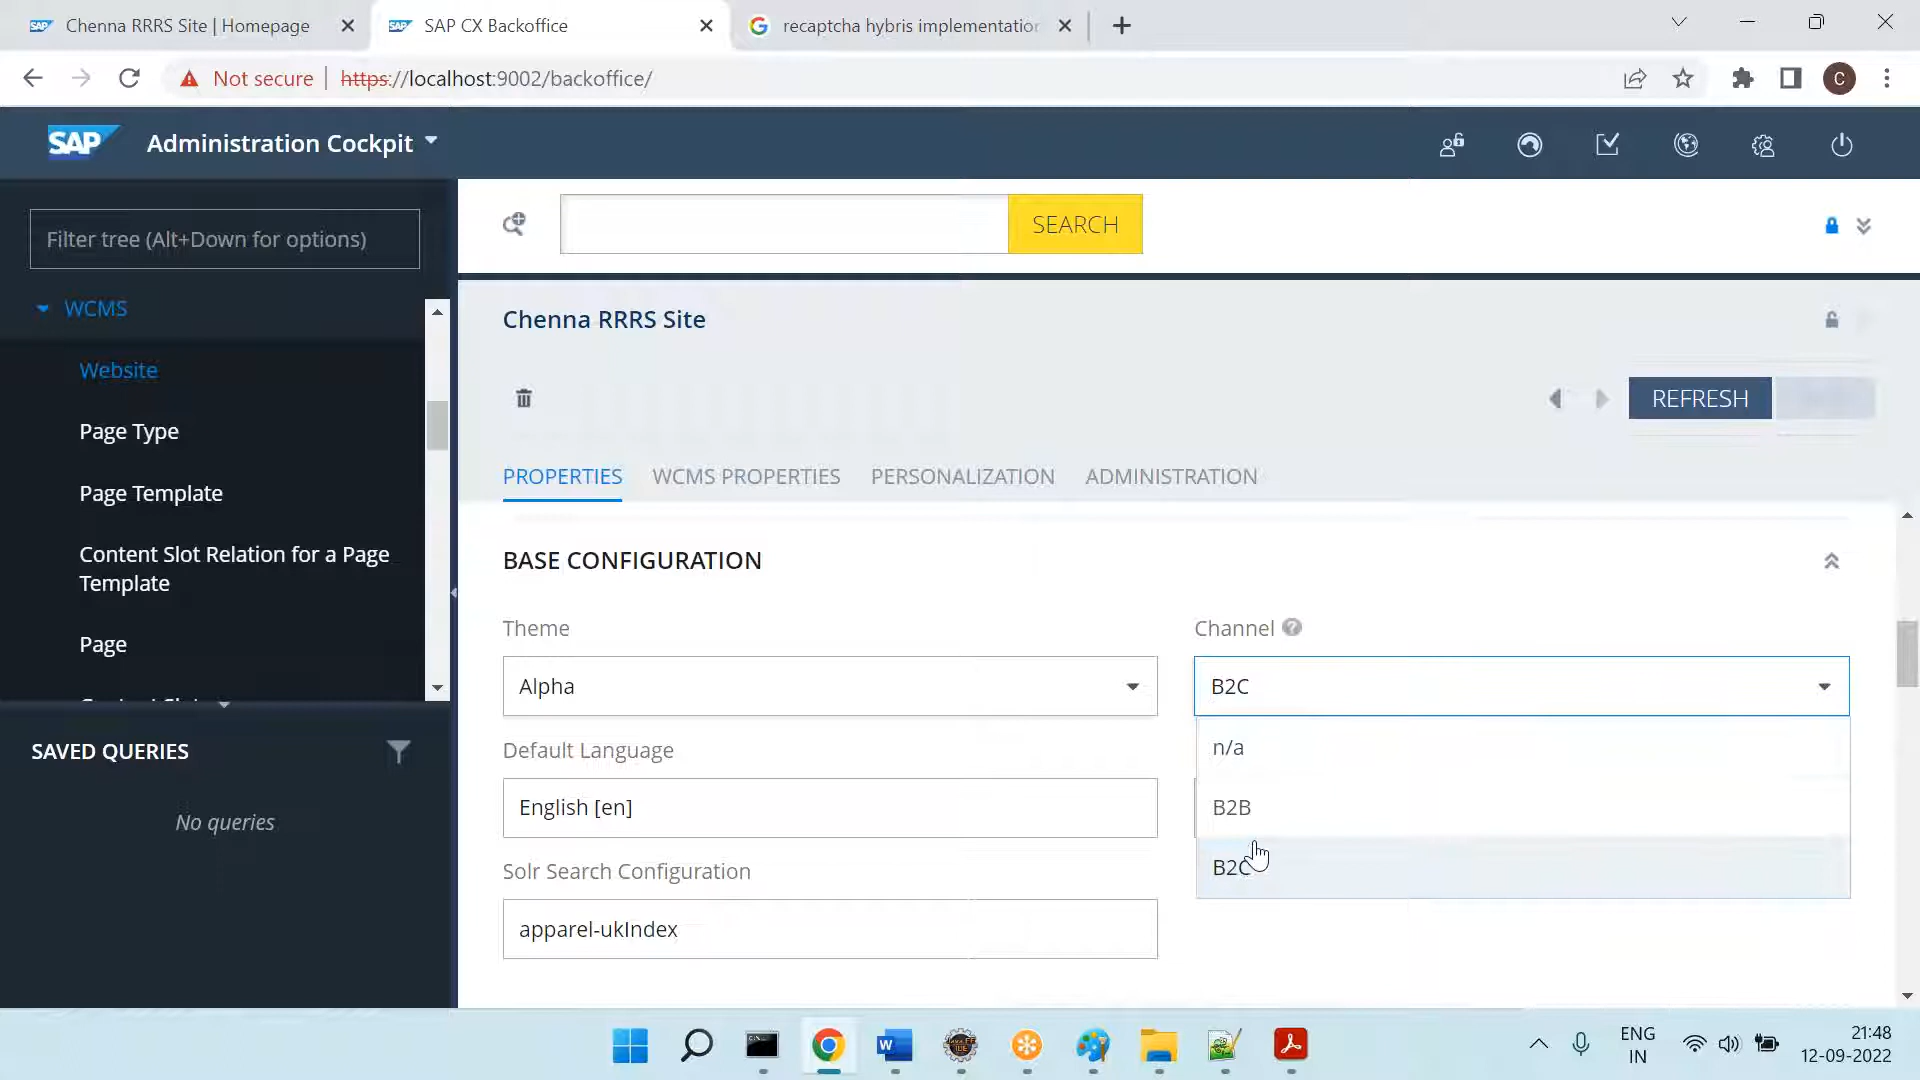 Chenna RRRS Site | Homepage
SAP CX Backoffice
recaptcha hybris implementation
Not secure
https://localhost:9002/backoffice/
C
SAP
Administration Cockpit
Filter tree (Alt+Down for options)
SEARCH
WCMS
Website
Page Type
Page Template
Content Slot Relation for a Page
Template
Page
SAVED QUERIES
No queries
Chenna RRRS Site
REFRESH
PROPERTIES
WCMS PROPERTIES
PERSONALIZATION
ADMINISTRATION
BASE CONFIGURATION
Theme
Channel
Alpha
B2C
n/a
B2B
B2C
Default Language
English [en]
Solr Search Configuration
apparel-ukIndex
ENG
IN
21:48
12-09-2022